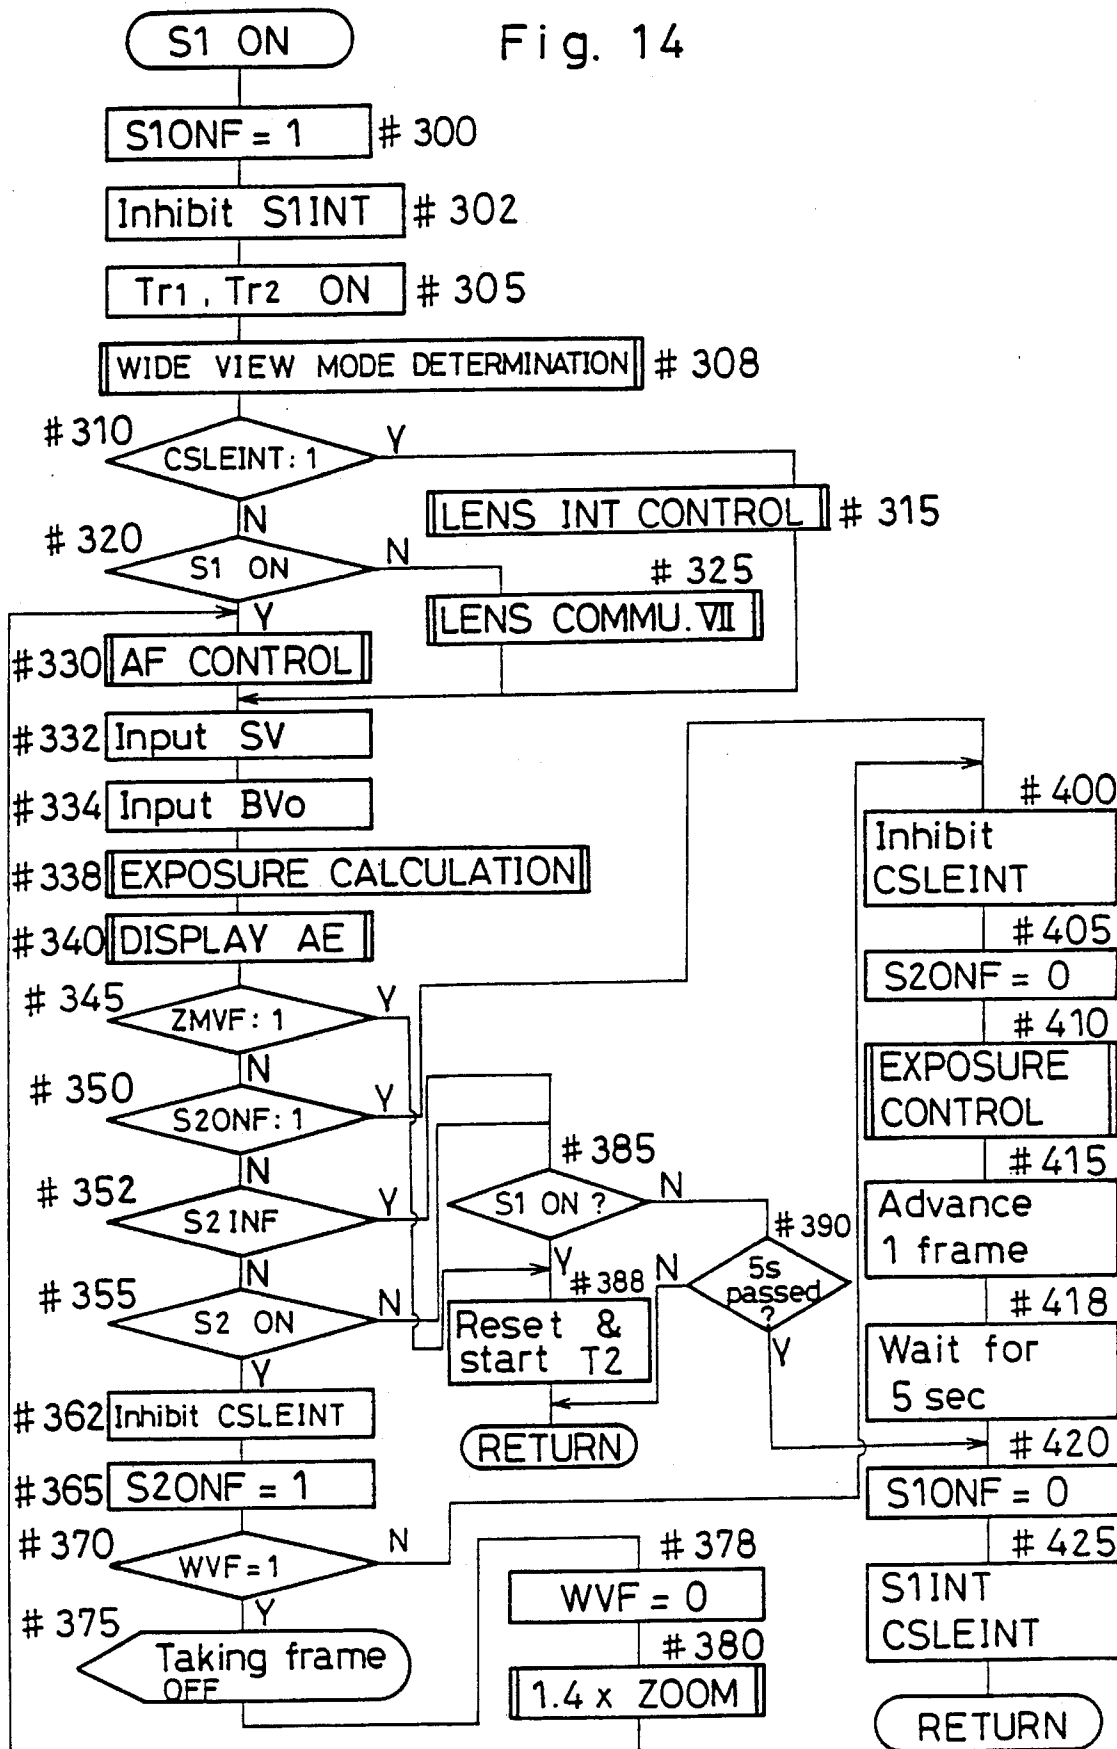 Fig. 14
S1 ON
S1ONF = 1 # 300
Inhibit S1INT # 302
Tr1, Tr2 ON # 305
WIDE VIEW MODE DETERMINATION # 308
# 310
CSLEINT: 1
Y
N
LENS INT CONTROL # 315
# 320
S1 ON
N
Y
# 325
LENS COMMU. VII
#330 AF CONTROL
#332 Input SV
#334 Input BVo
#338 EXPOSURE CALCULATION
#340 DISPLAY AE
# 345
ZMVF: 1
Y
N
# 350
S2ONF: 1
Y
N
# 352
S2INF
Y
N
# 355
S2 ON
N
Y
#362 Inhibit CSLEINT
#365 S2ONF = 1
#370
WVF=1
N
Y
# 375
Taking frame
OFF
# 378
WVF = 0
#380
1.4 x ZOOM
# 385
S1 ON ?
N
Y
#388
Reset &
start T2
RETURN
#390
5s
passed
?
N
Y
# 400
Inhibit
CSLEINT
# 405
S2ONF = 0
# 410
EXPOSURE
CONTROL
# 415
Advance
1 frame
# 418
Wait for
5 sec
# 420
S1ONF = 0
# 425
S1INT
CSLEINT
RETURN